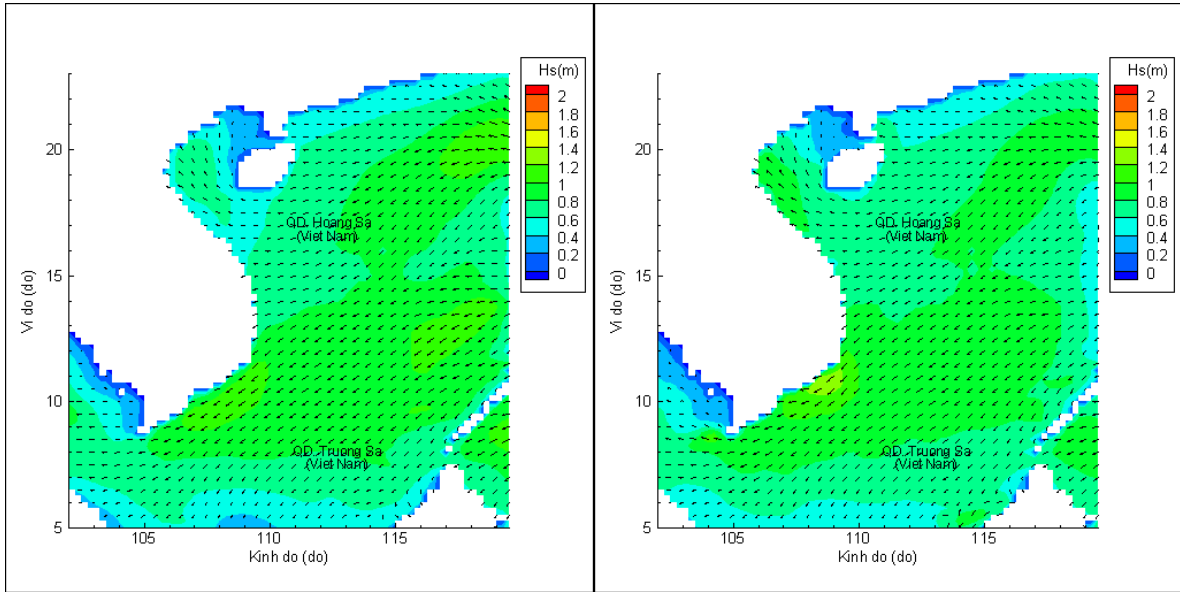 Hs(m)
2
1.8
1.6
1.4
1.2
1
0.8
0.6
0.4
0.2
0
20
15
10
5
Vi do (do)
QD. Hoang Sa
(Viet Nam)
QD. Truong Sa
(Viet Nam)
105
110
115
Kinh do (do)
Hs(m)
2
1.8
1.6
1.4
1.2
1
0.8
0.6
0.4
0.2
0
20
15
10
5
Vi do (do)
QD. Hoang Sa
(Viet Nam)
QD. Truong Sa
(Viet Nam)
105
110
115
Kinh do (do)